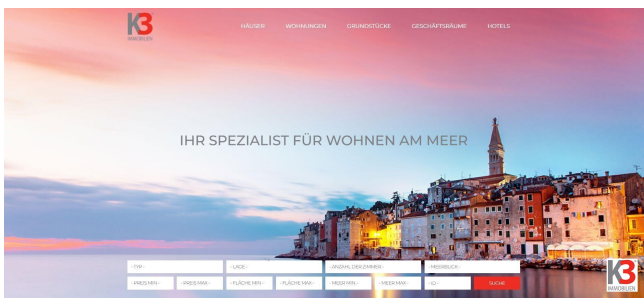 K3
IMMOBILIEN
HÄUSER WOHNUNGEN GRUNDSTÜCKE GESCHÄFTSRÄUME HOTELS
IHR SPEZIALIST FÜR WOHNEN AM MEER
- TYP - - LAGE - - ANZAHL DER ZIMMER - - MEERBLICK -
- PREIS MIN - - PREIS MAX - - FLÄCHE MIN - - FLÄCHE MAX - - MEER MIN - - MEER MAX - - ID - SUCHE
K3
IMMOBILIEN